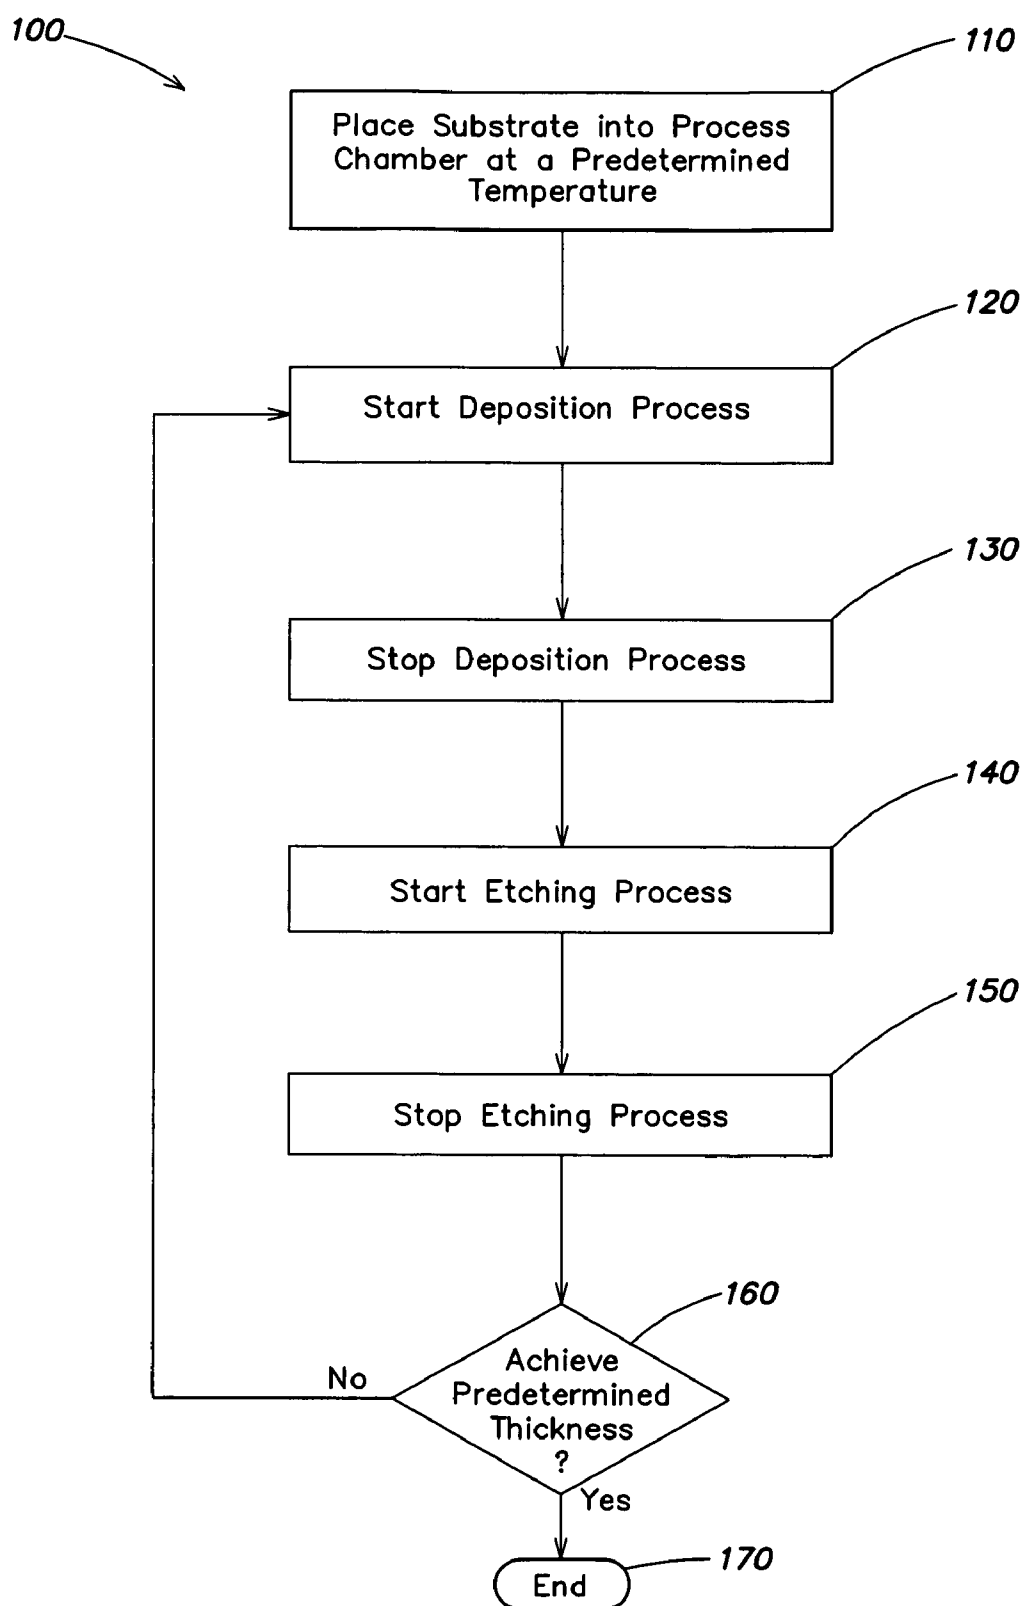 100
110
Place Substrate into Process
Chamber at a Predetermined
Temperature
120
Start Deposition Process
130
Stop Deposition Process
140
Start Etching Process
150
Stop Etching Process
160
Achieve
Predetermined
Thickness
?
No
Yes
170
End